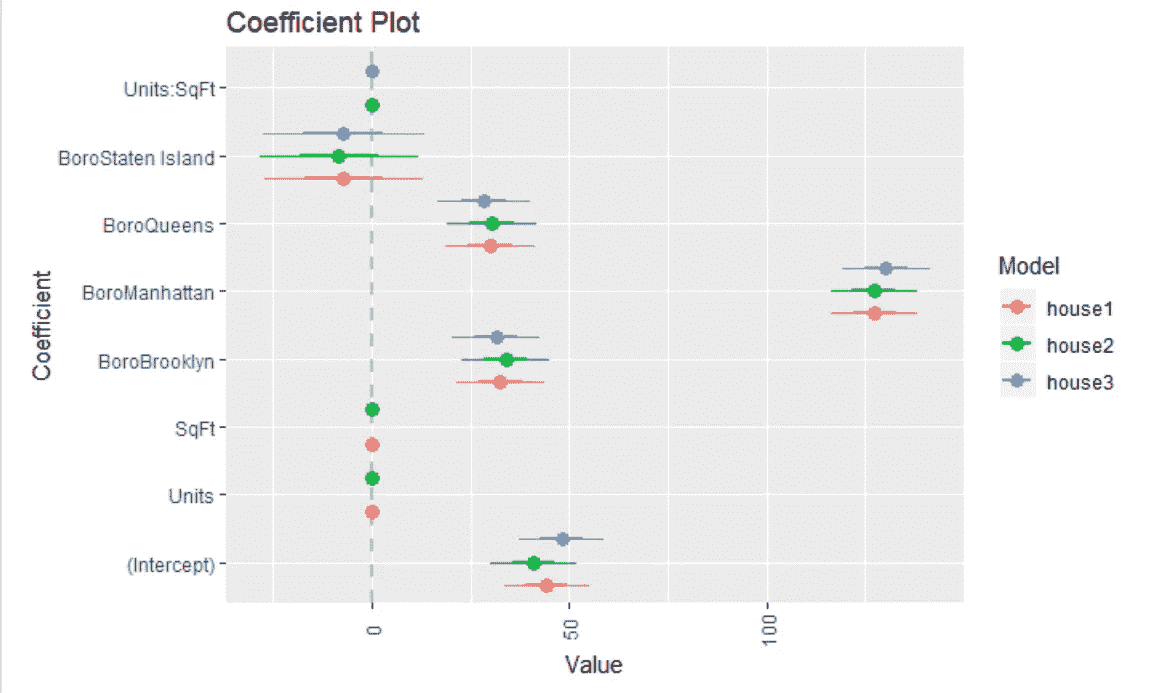 Coefficient Plot
Units:SqFt
BoroStaten Island
BoroQueens
BoroManhattan
BoroBrooklyn
SqFt
Units
(Intercept)
Coefficient
0
50
100
Value
Model
house1
house2
house3